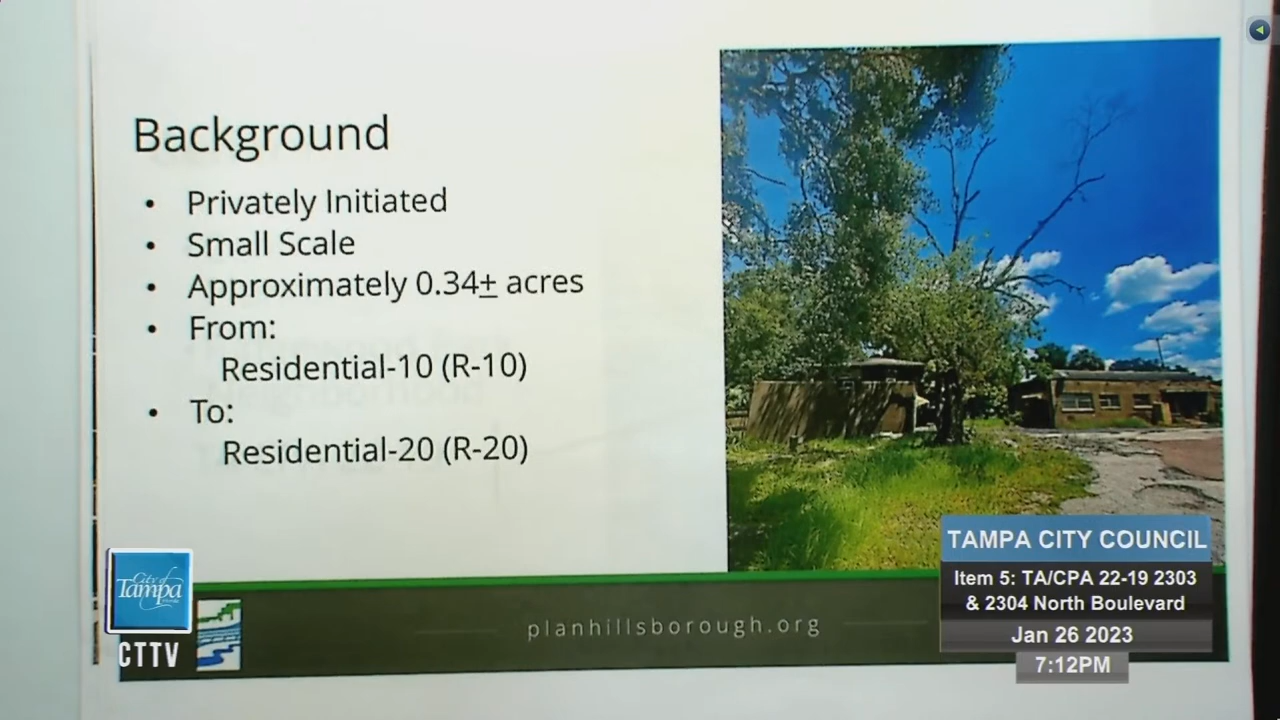 Background
• Privately Initiated
• Small Scale
• Approximately 0.34± acres
• From:
Residential-10 (R-10)
• To:
Residential-20 (R-20)
planhillsborough.org
City of
Tampa
CTTV
TAMPA CITY COUNCIL
Item 5: TA/CPA 22-19 2303
& 2304 North Boulevard
Jan 26 2023
7:12PM